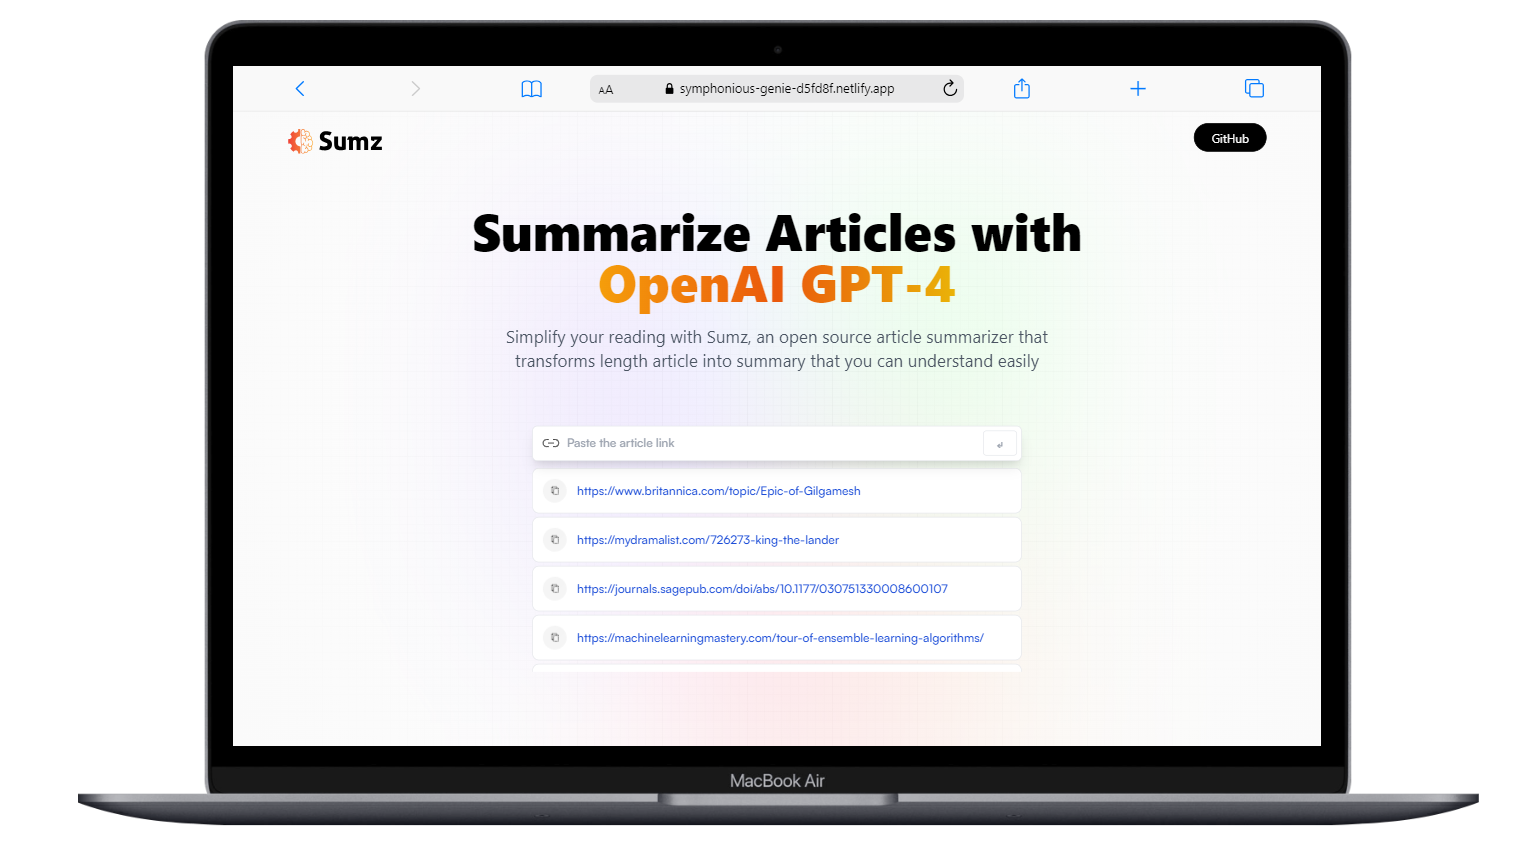 AA symphonious-genie-d5fd8f.netlify.app
Sumz
GitHub
Summarize Articles with
OpenAI GPT-4
Simplify your reading with Sumz, an open source article summarizer that
transforms length article into summary that you can understand easily
Paste the article link
https://www.britannica.com/topic/Epic-of-Gilgamesh
https://mydramalist.com/726273-king-the-lander
https://journals.sagepub.com/doi/abs/10.1177/030751330008600107
https://machinelearningmastery.com/tour-of-ensemble-learning-algorithms/
MacBook Air